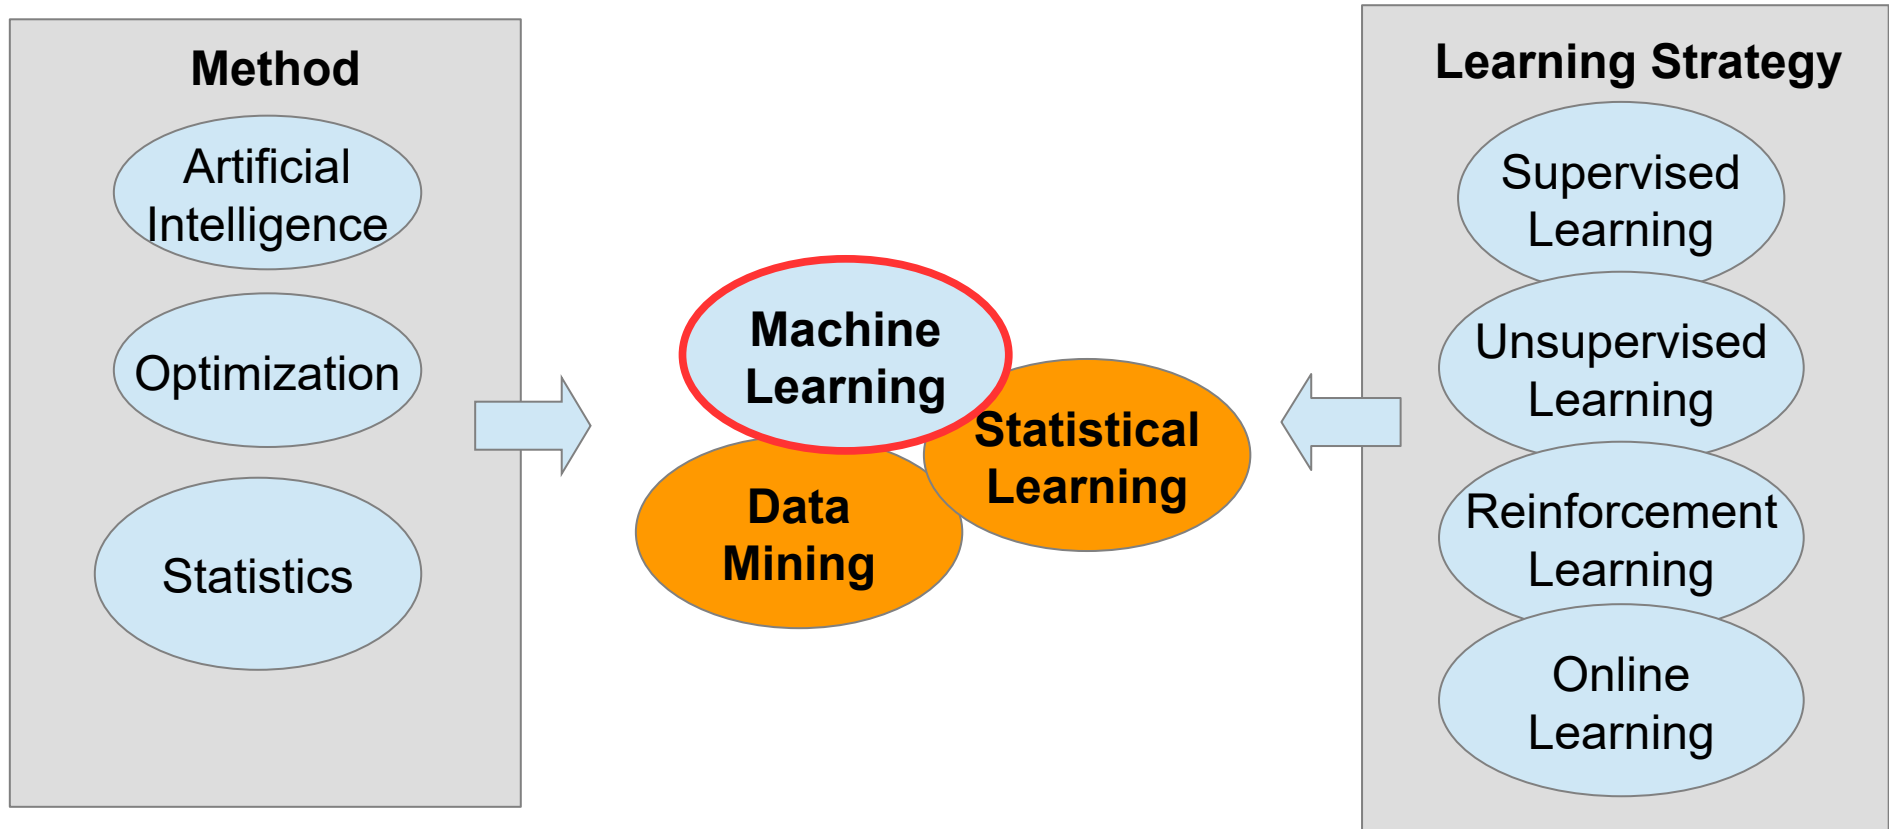 Method
Artificial
Intelligence
Optimization
Statistics
Machine
Learning
Statistical
Learning
Data
Mining
Learning Strategy
Supervised
Learning
Unsupervised
Learning
Reinforcement
Learning
Online
Learning